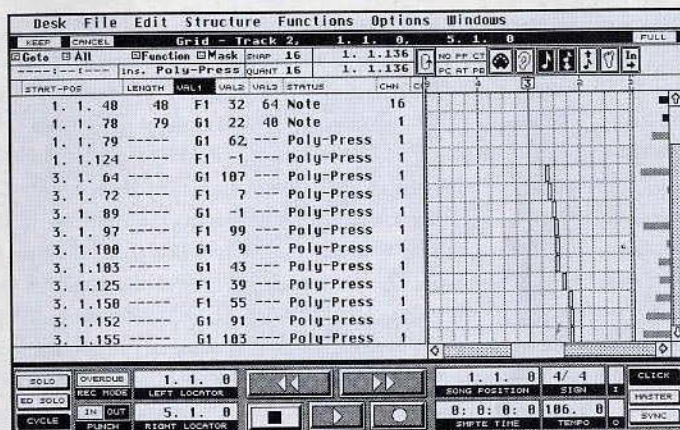 Desk File Edit Structure Functions Options Windows
KEEP CANCEL Grid - Track 2, 1. 1. 0, 5. 1. 0 FULL
Goto All Function Mask SNAP 16 1. 1.136 NO PP CT
-----:--:--- Ins. Poly-Press QUANT 16 1. 1.136 PC AT PB In
START-POS LENGTH VAL1 VAL2 VAL3 STATUS CHN 3
1. 1. 48 48 F1 32 64 Note 16
1. 1. 78 79 G1 22 40 Note 1
1. 1. 79 ----- G1 62 --- Poly-Press 1
1. 1.124 ----- F1 -1 --- Poly-Press 1
3. 1. 64 ----- G1 107 --- Poly-Press 1
3. 1. 72 ----- F1 7 --- Poly-Press 1
3. 1. 89 ----- G1 -1 --- Poly-Press 1
3. 1. 97 ----- F1 99 --- Poly-Press 1
3. 1.100 ----- G1 9 --- Poly-Press 1
3. 1.103 ----- G1 43 --- Poly-Press 1
3. 1.125 ----- F1 39 --- Poly-Press 1
3. 1.150 ----- F1 55 --- Poly-Press 1
3. 1.152 ----- G1 91 --- Poly-Press 1
3. 1.155 ----- G1 103 --- Poly-Press 1
SOLO OVERDUB 1. 1. 0 1. 1. 0 4/ 4 CLICK
REC MODE LEFT LOCATOR SONG POSITION SIGN I
ED SOLO MASTER
CYCLE IN OUT 5. 1. 0 0: 0: 0: 0 106. 0 SYNC
PUNCH RIGHT LOCATOR SMPTE TIME TEMPO O